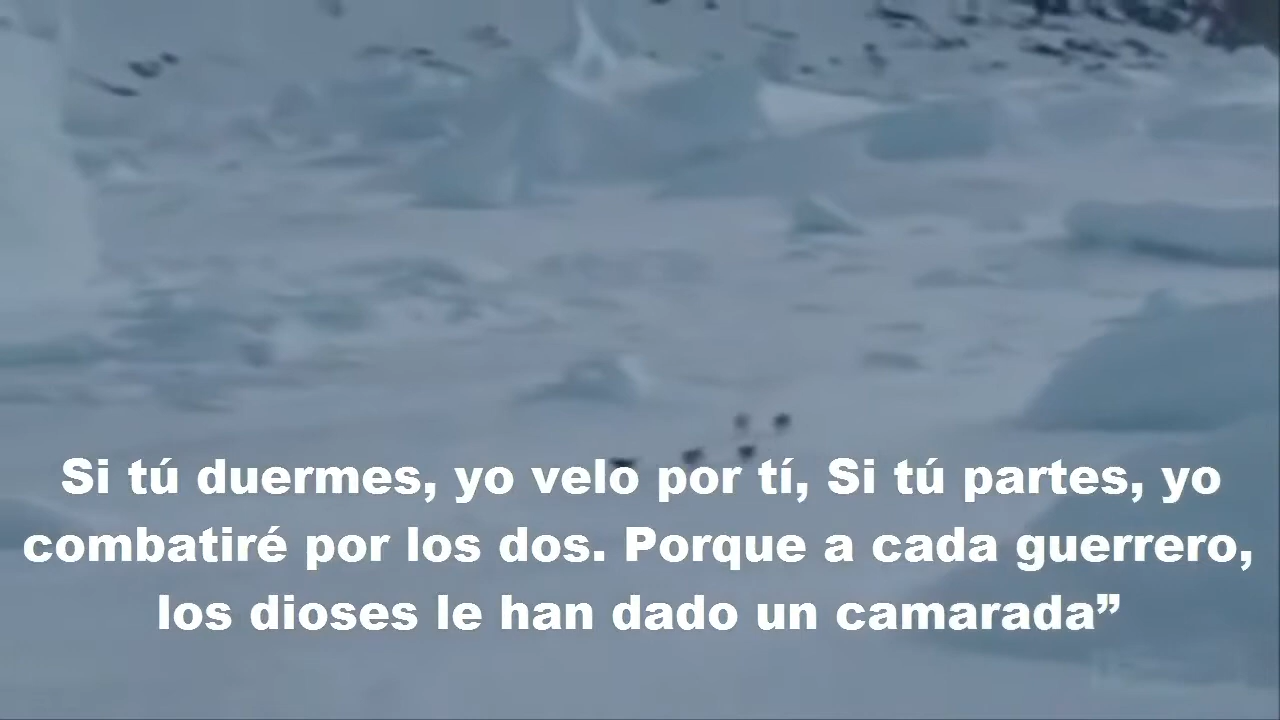 Si tú duermes, yo velo por tí, Si tú partes, yo
combatiré por los dos. Porque a cada guerrero,
los dioses le han dado un camarada”